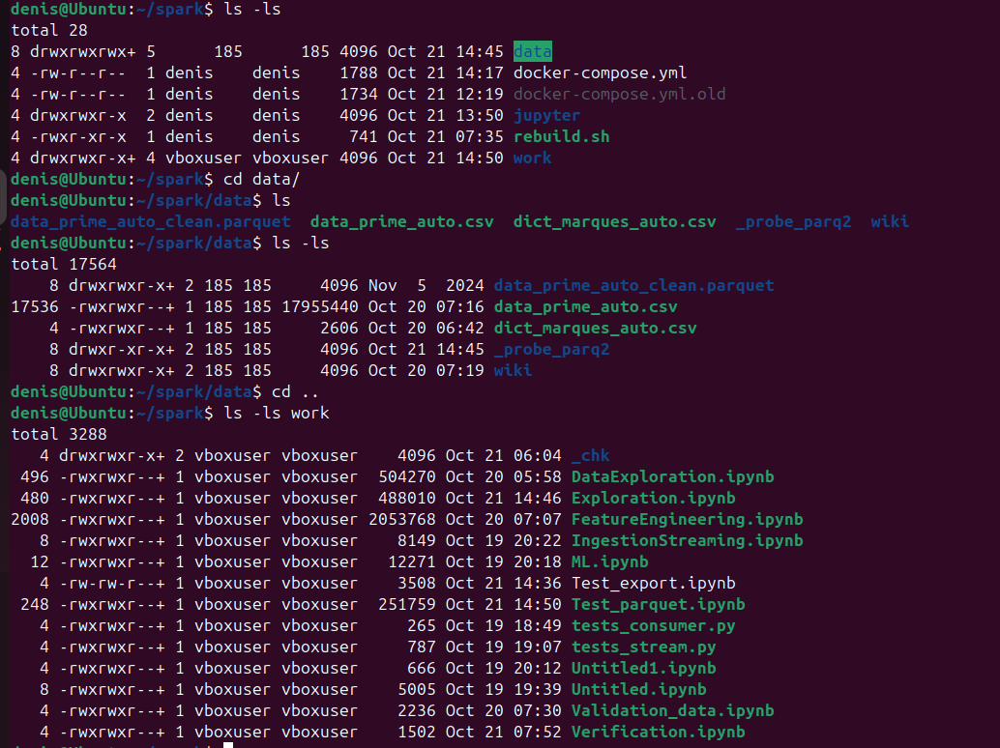 denis@Ubuntu:~/spark$ ls -ls
total 28
8 drwxrwxrwx+ 5      185      185 4096 Oct 21 14:45 data
4 -rw-r--r--  1 denis    denis    1788 Oct 21 14:17 docker-compose.yml
4 -rw-r--r--  1 denis    denis    1734 Oct 21 12:19 docker-compose.yml.old
4 drwxrwxr-x  2 denis    denis    4096 Oct 21 13:50 jupyter
4 -rwxr-xr-x  1 denis    denis     741 Oct 21 07:35 rebuild.sh
4 drwxrwxr-x+ 4 vboxuser vboxuser 4096 Oct 21 14:50 work
denis@Ubuntu:~/spark$ cd data/
denis@Ubuntu:~/spark/data$ ls
data_prime_auto_clean.parquet  data_prime_auto.csv  dict_marques_auto.csv  _probe_parq2  wiki
denis@Ubuntu:~/spark/data$ ls -ls
total 17564
    8 drwxrwxr-x+ 2 185 185     4096 Nov  5  2024 data_prime_auto_clean.parquet
17536 -rwxrwxr--+ 1 185 185 17955440 Oct 20 07:16 data_prime_auto.csv
    4 -rwxrwxr--+ 1 185 185     2606 Oct 20 06:42 dict_marques_auto.csv
    8 drwxr-xr-x+ 2 185 185     4096 Oct 21 14:45 _probe_parq2
    8 drwxrwxr-x+ 2 185 185     4096 Oct 20 07:19 wiki
denis@Ubuntu:~/spark/data$ cd ..
denis@Ubuntu:~/spark$ ls -ls work
total 3288
   4 drwxrwxr-x+ 2 vboxuser vboxuser    4096 Oct 21 06:04 _chk
 496 -rwxrwxr--+ 1 vboxuser vboxuser  504270 Oct 20 05:58 DataExploration.ipynb
 480 -rwxrwxr--+ 1 vboxuser vboxuser  488010 Oct 21 14:46 Exploration.ipynb
2008 -rwxrwxr--+ 1 vboxuser vboxuser 2053768 Oct 20 07:07 FeatureEngineering.ipynb
   8 -rwxrwxr--+ 1 vboxuser vboxuser    8149 Oct 19 20:22 IngestionStreaming.ipynb
  12 -rwxrwxr--+ 1 vboxuser vboxuser   12271 Oct 19 20:18 ML.ipynb
   4 -rw-rw-r--+ 1 vboxuser vboxuser    3508 Oct 21 14:36 Test_export.ipynb
 248 -rwxrwxr--+ 1 vboxuser vboxuser  251759 Oct 21 14:50 Test_parquet.ipynb
   4 -rwxrwxr--+ 1 vboxuser vboxuser     265 Oct 19 18:49 tests_consumer.py
   4 -rwxrwxr--+ 1 vboxuser vboxuser     787 Oct 19 19:07 tests_stream.py
   4 -rwxrwxr--+ 1 vboxuser vboxuser     666 Oct 19 20:12 Untitled1.ipynb
   8 -rwxrwxr--+ 1 vboxuser vboxuser    5005 Oct 19 19:39 Untitled.ipynb
   4 -rwxrwxr--+ 1 vboxuser vboxuser    2236 Oct 20 07:30 Validation_data.ipynb
   4 -rwxrwxr--+ 1 vboxuser vboxuser    1502 Oct 21 07:52 Verification.ipynb